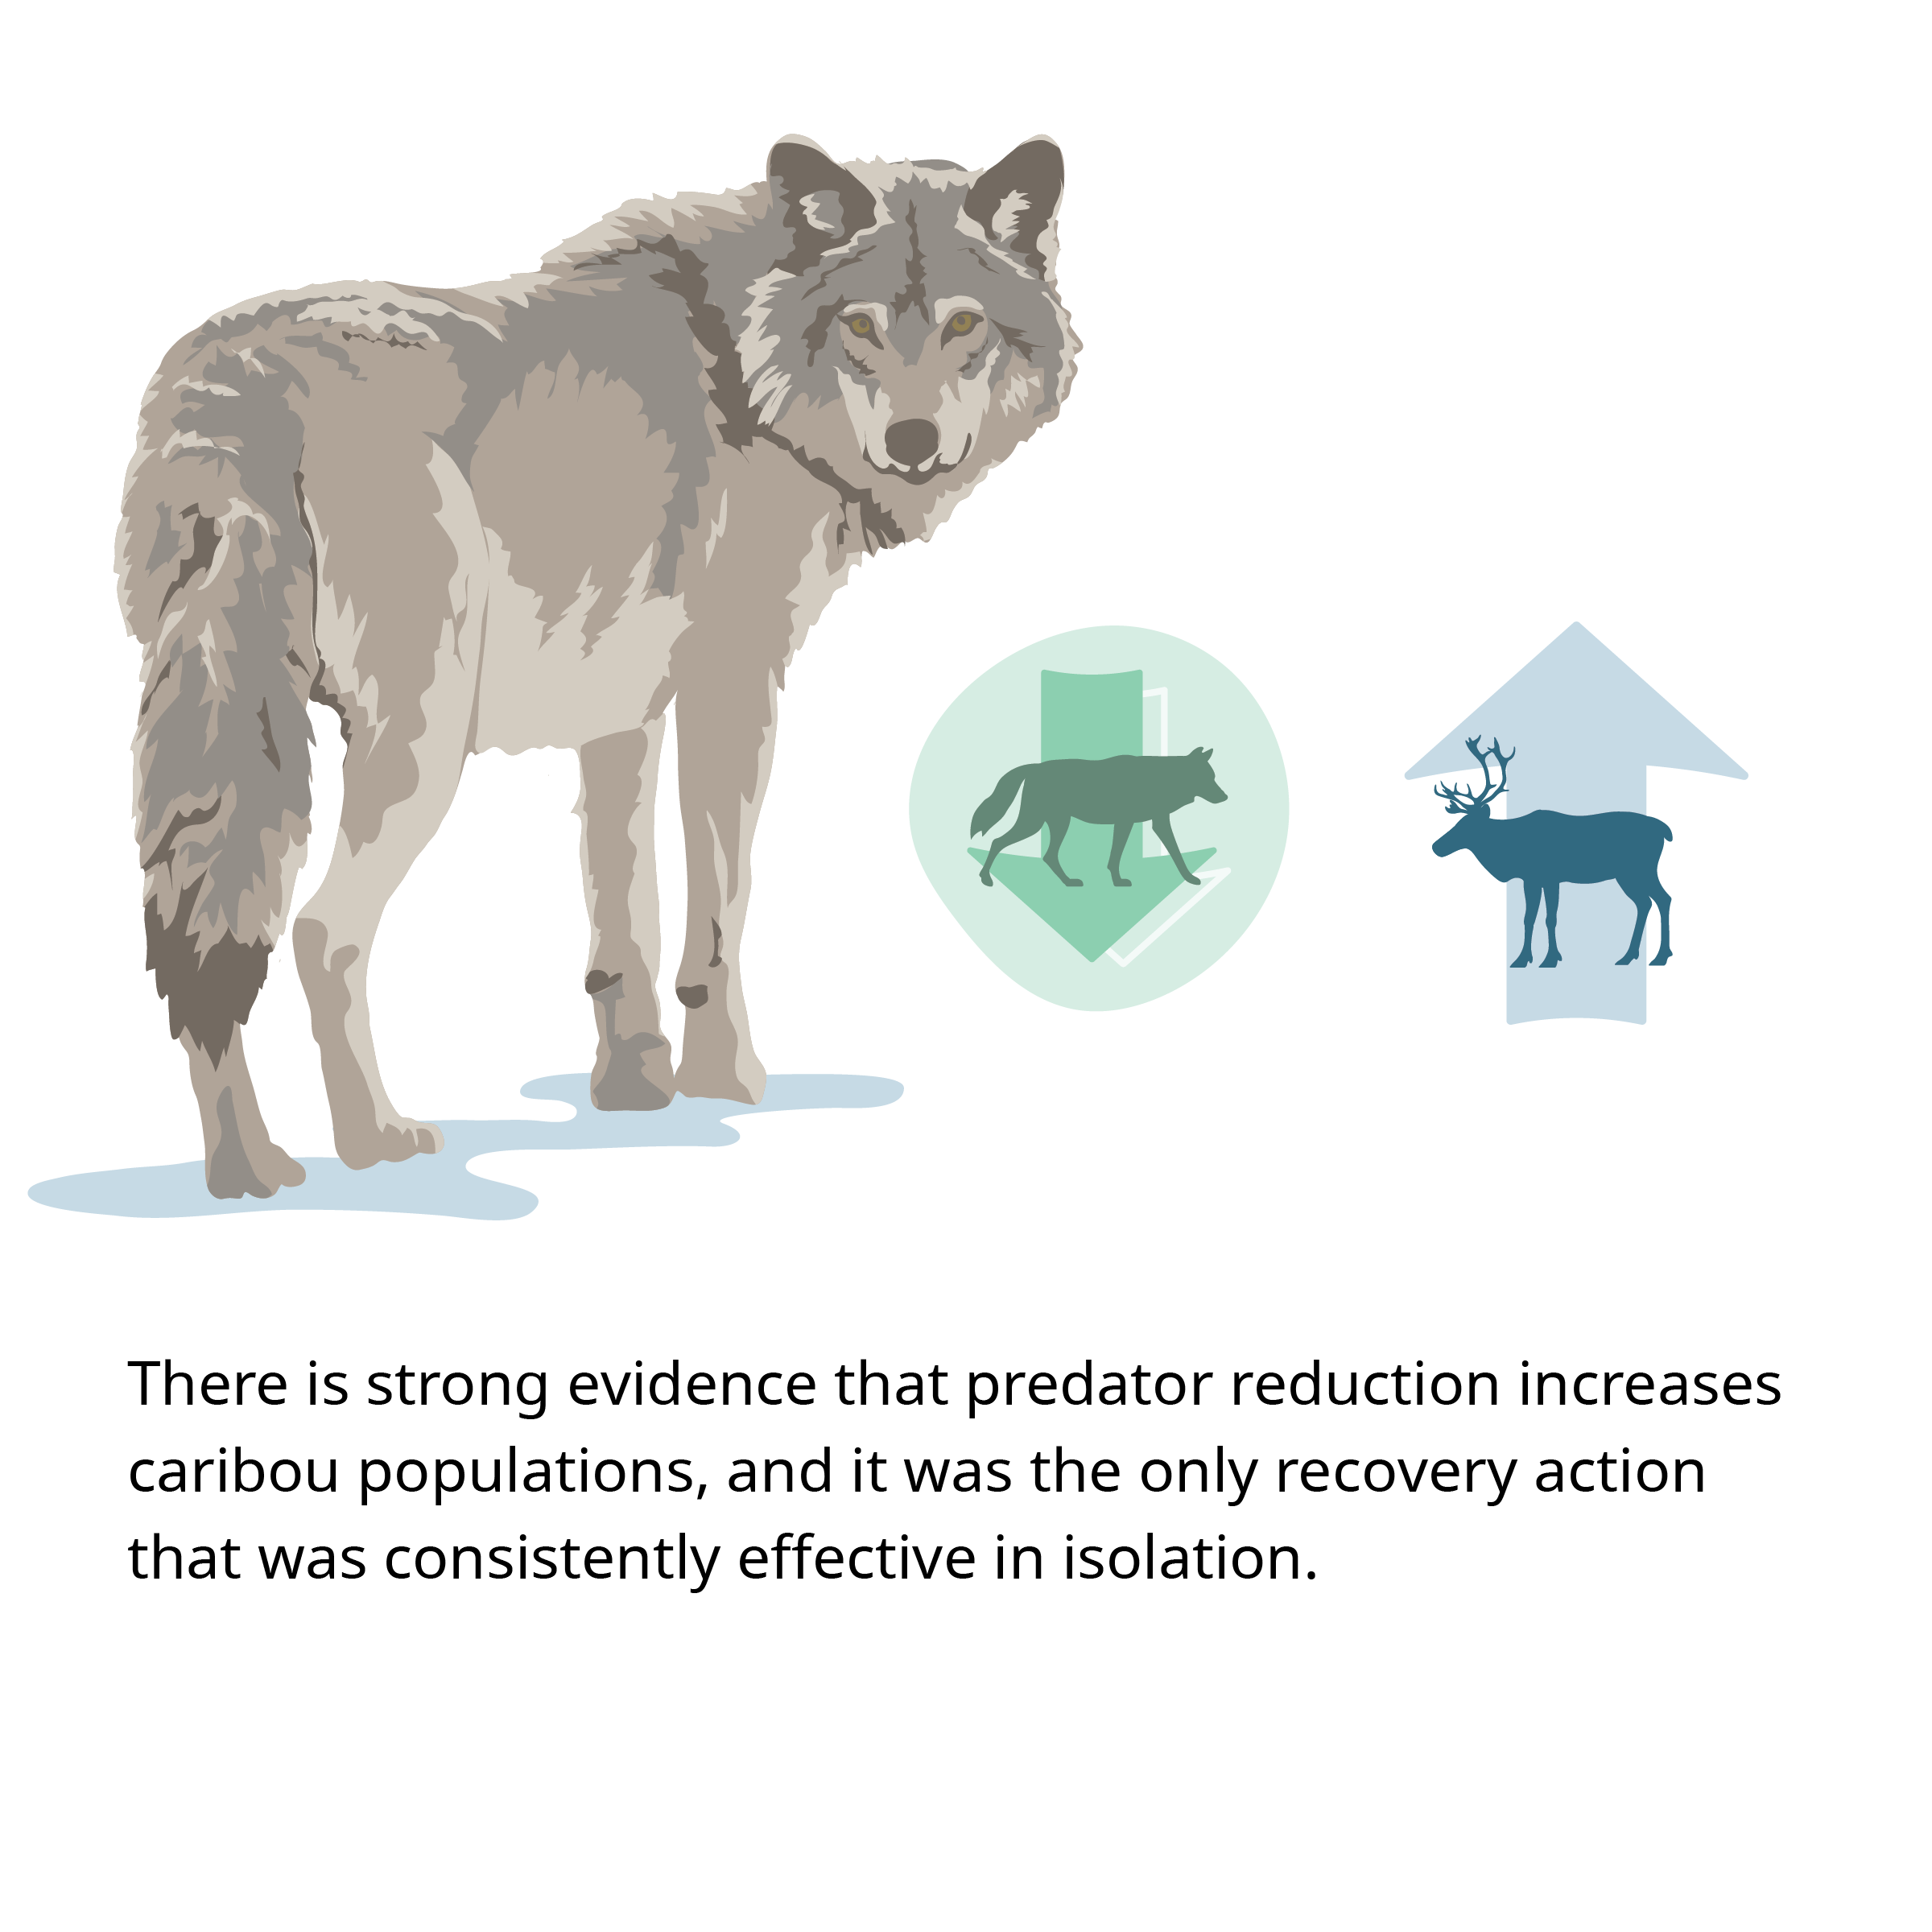 There is strong evidence that predator reduction increases
caribou populations, and it was the only recovery action
that was consistently effective in isolation.